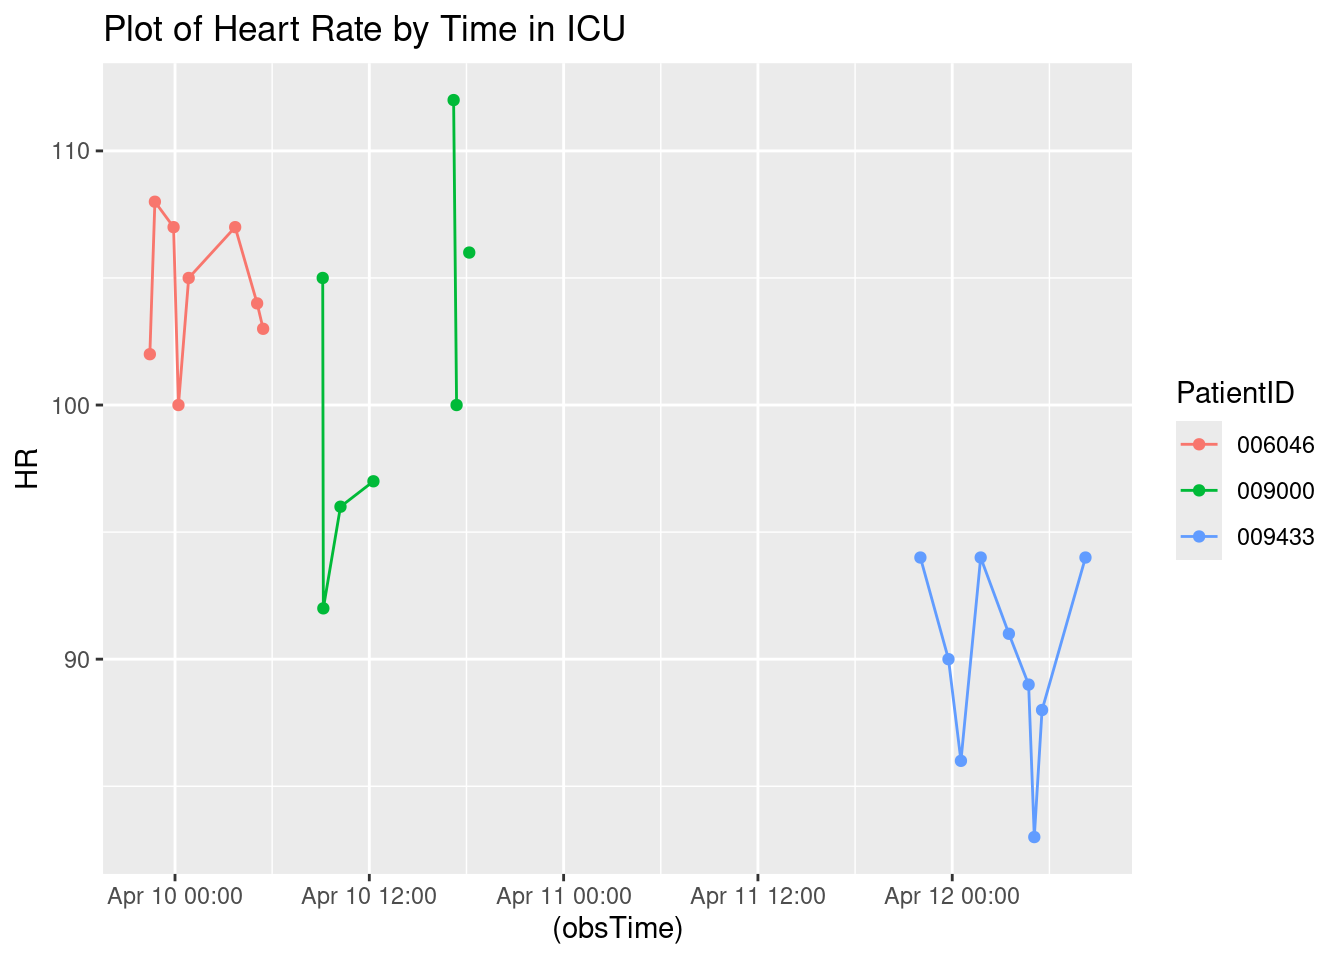 Plot of Heart Rate by Time in ICU
110
100
90
HR
Apr 10 00:00
Apr 10 12:00
Apr 11 00:00
Apr 11 12:00
Apr 12 00:00
(obsTime)
PatientID
006046
009000
009433